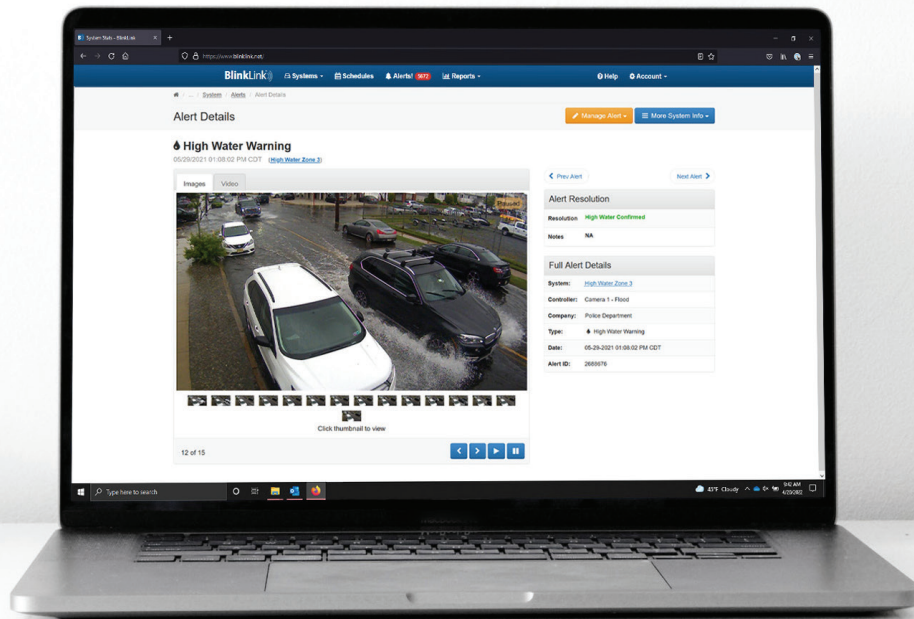 System Stats - BlinkLink
https://www.blinklink.net/
BlinkLink Systems Schedules Alerts! 5672 Reports Help Account
... / System / Alerts / Alert Details
Alert Details
Manage Alert More System Info
High Water Warning
05/29/2021 01:08:02 PM CDT (High Water Zone 3)
Images Video
Paused
Click thumbnail to view
12 of 15
Prev Alert Next Alert
Alert Resolution
Resolution High Water Confirmed
Notes NA
Full Alert Details
System: High Water Zone 3
Controller: Camera 1 - Flood
Company: Police Department
Type: High Water Warning
Date: 05-29-2021 01:08:02 PM CDT
Alert ID: 2689676
Type here to search
43°F Cloudy
9:42 AM